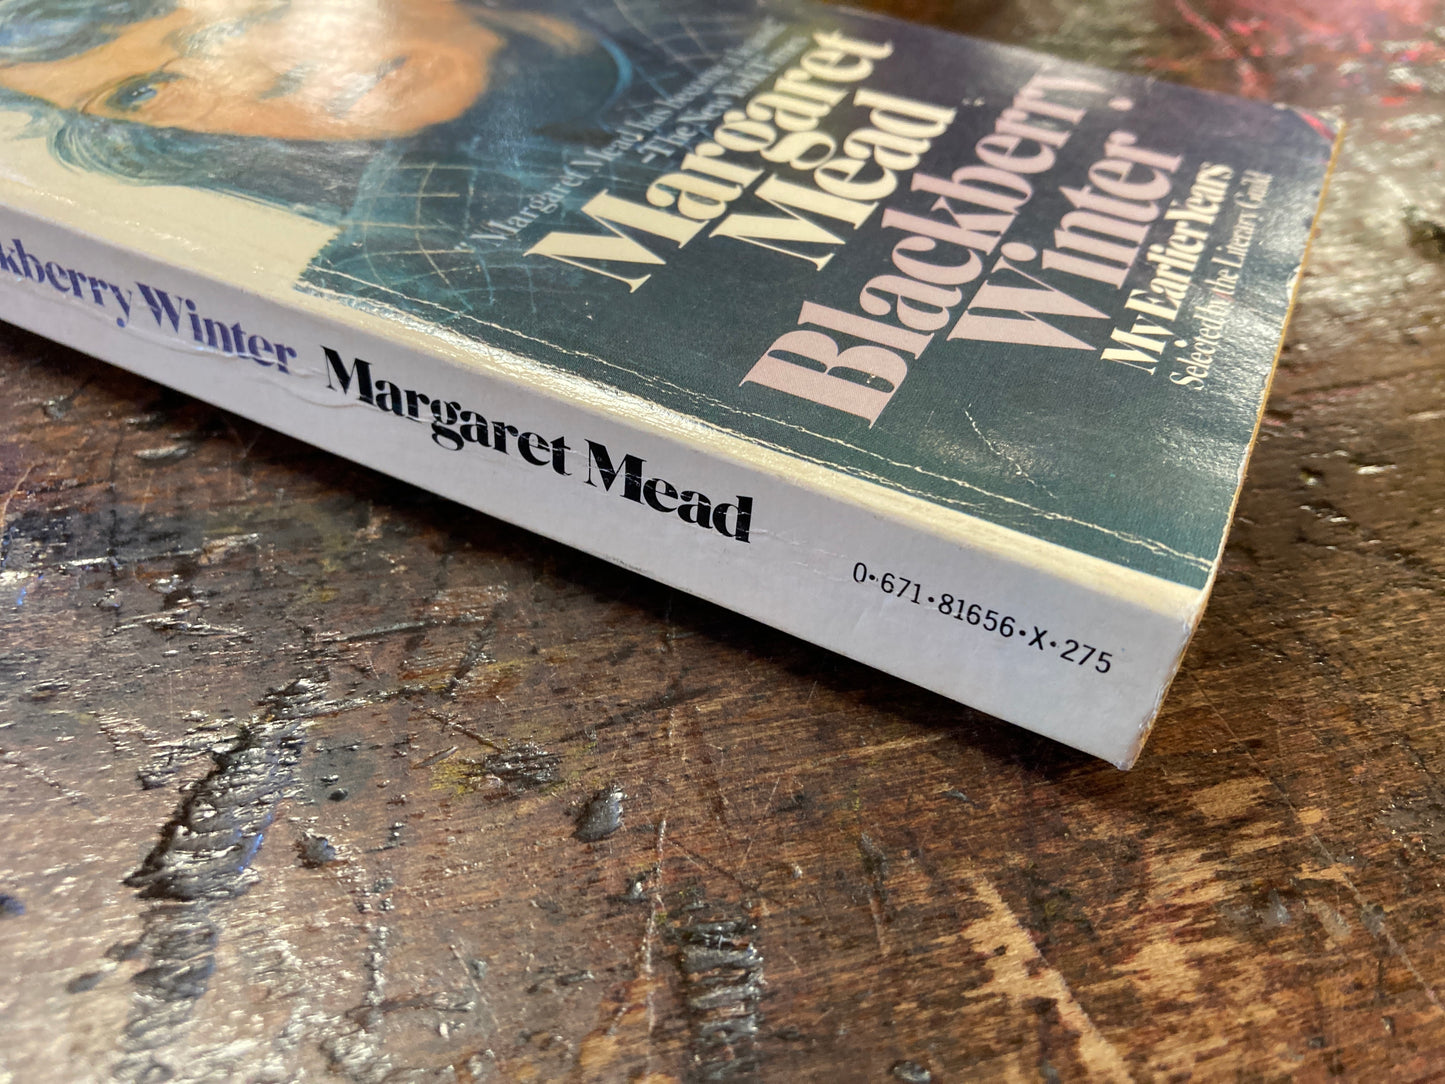 "Margaret Mead has become a
-The New York Times
Margaret
Mead
Blackberry
Winter
My Earlier Years
Selected by the Literary Guild
kberry Winter Margaret Mead 0•671•81656•X•275